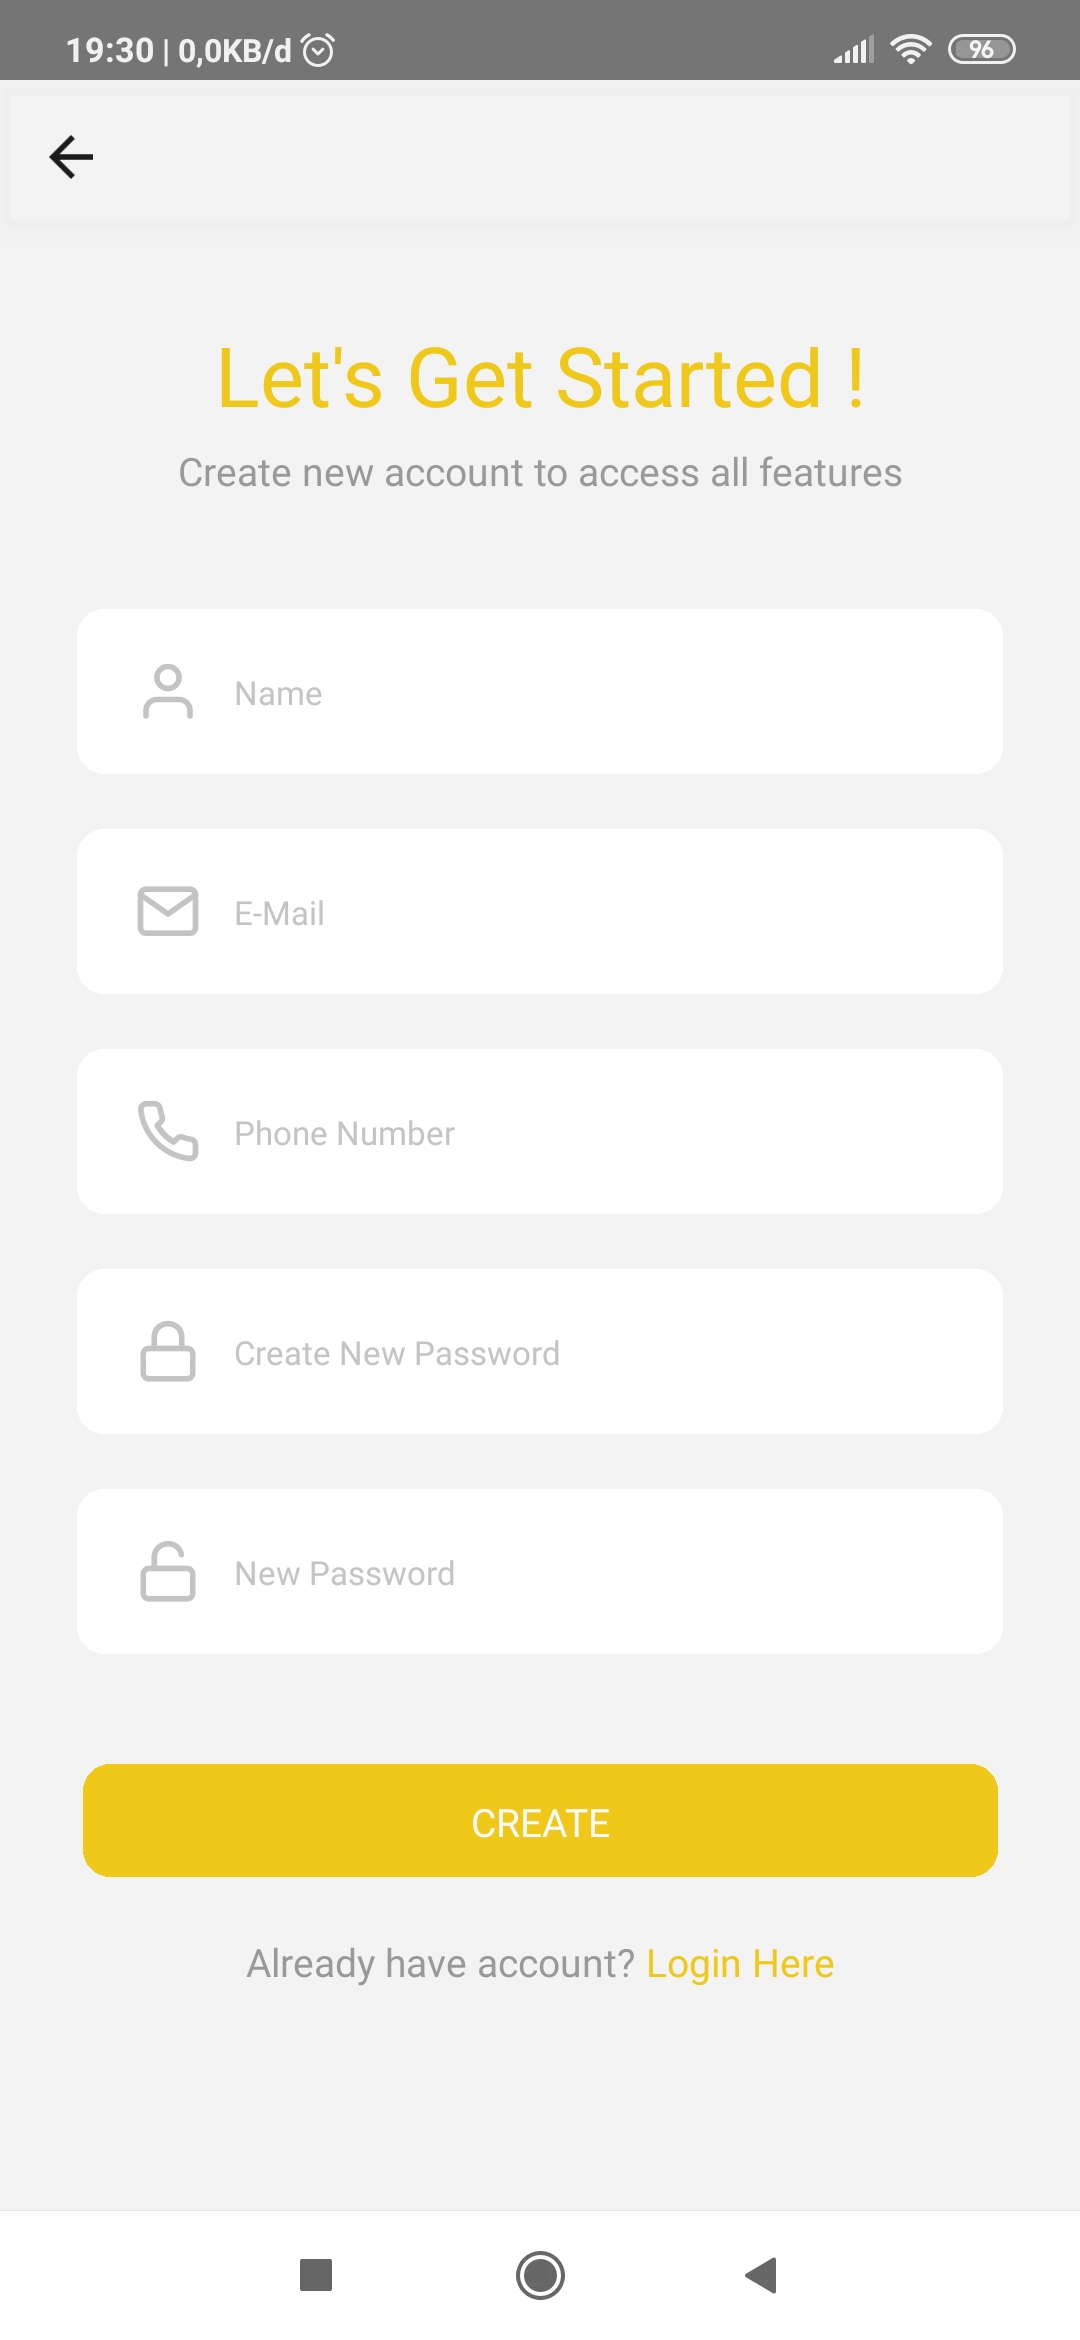 19:30 | 0,0KB/d
96
Let's Get Started !
Create new account to access all features
Name
E-Mail
Phone Number
Create New Password
New Password
CREATE
Already have account? Login Here